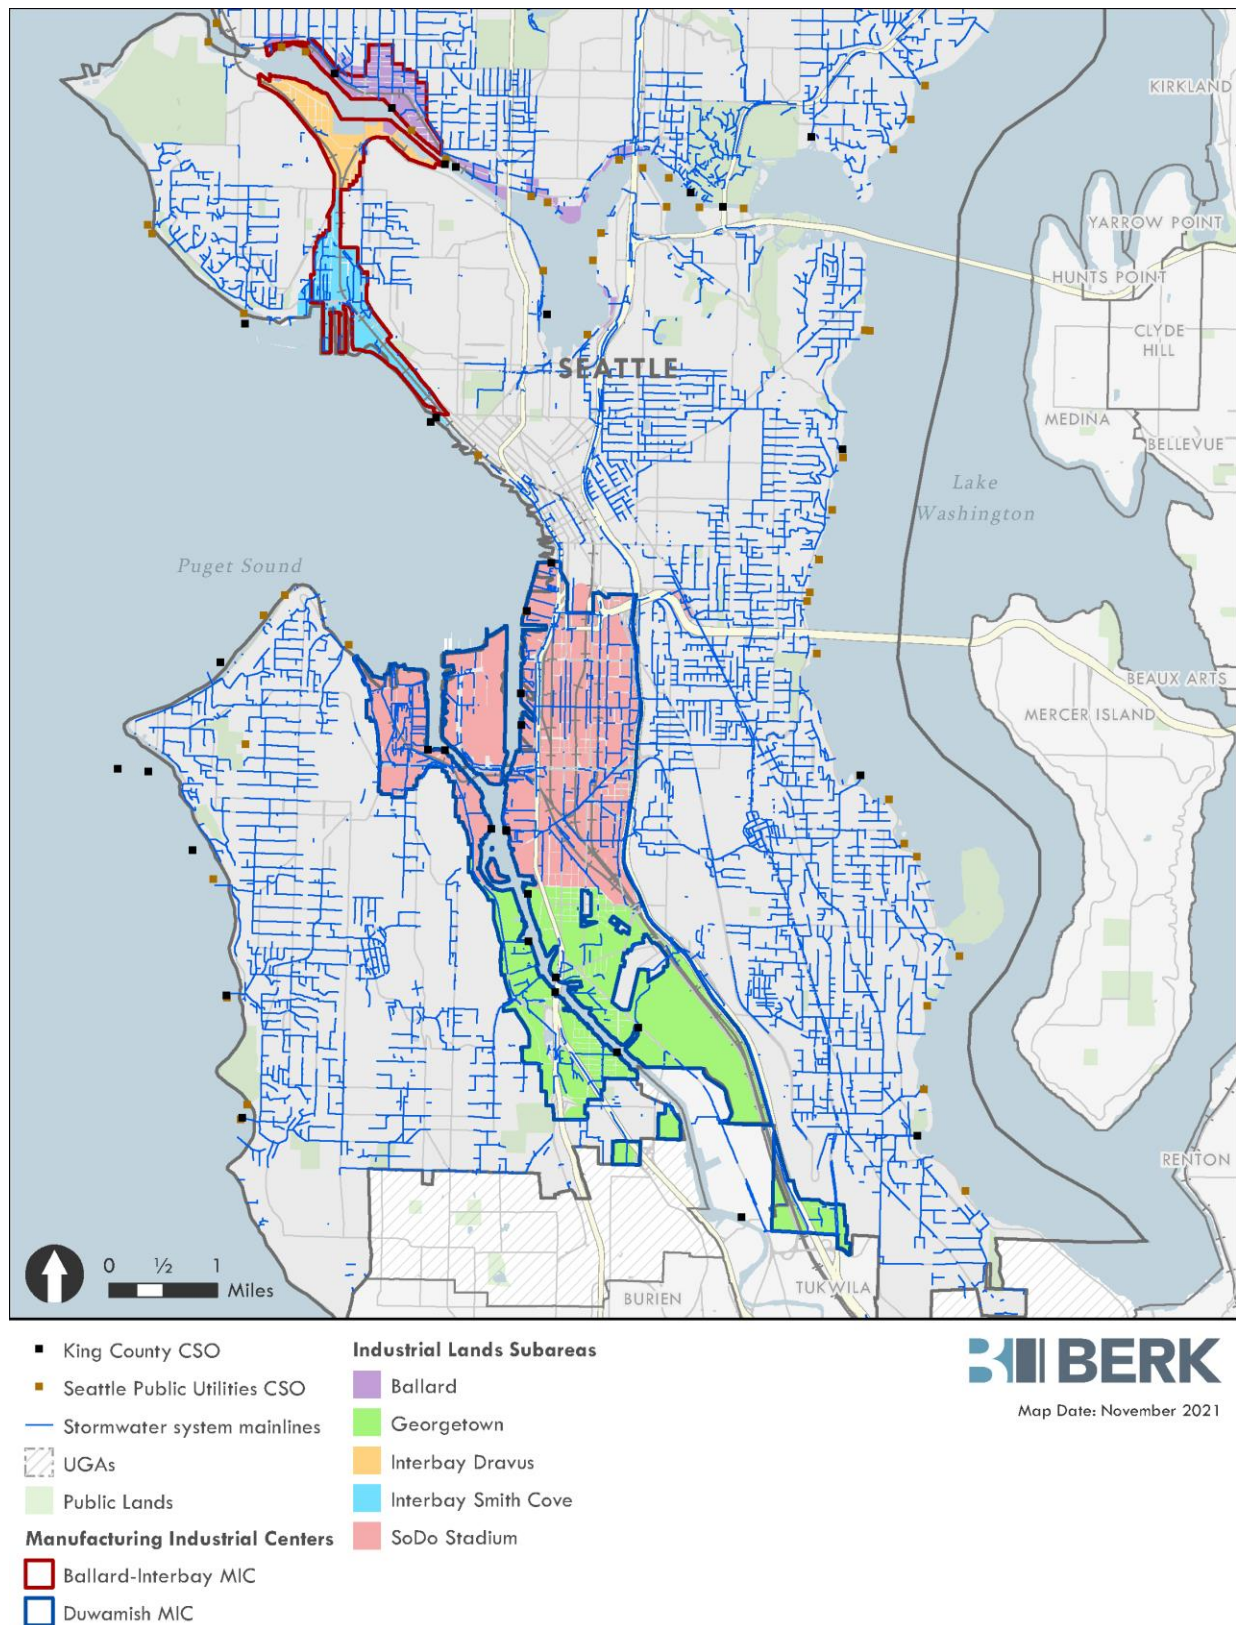 KIRKLAND
YARROW POINT
HUNTS POINT
CLYDE
HILL
SEATTLE
MEDINA
BELLEVUE
Lake
Washington
Puget Sound
BEAUX ARTS
MERCER ISLAND
RENTON
0 ½ 1
Miles
BURIEN
TUKWILA
King County CSO
Seattle Public Utilities CSO
Stormwater system mainlines
UGAs
Public Lands
Manufacturing Industrial Centers
Ballard-Interbay MIC
Duwamish MIC
Industrial Lands Subareas
Ballard
Georgetown
Interbay Dravus
Interbay Smith Cove
SoDo Stadium
BERK
Map Date: November 2021